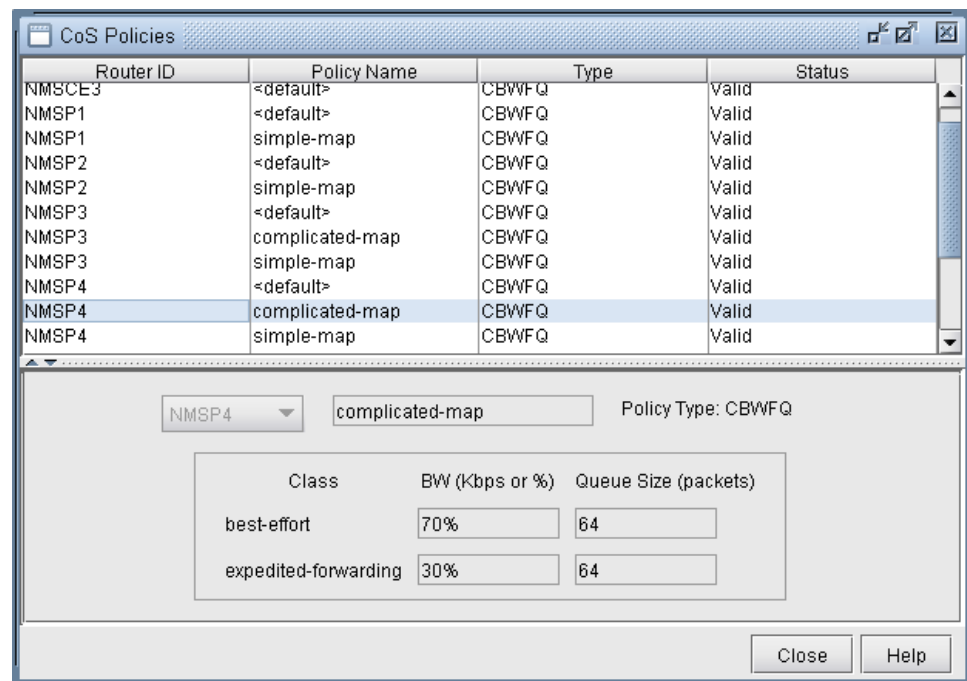 CoS Policies
Router ID Policy Name Type Status
NMSCE3 <default> CBWFQ Valid
NMSP1 <default> CBWFQ Valid
NMSP1 simple-map CBWFQ Valid
NMSP2 <default> CBWFQ Valid
NMSP2 simple-map CBWFQ Valid
NMSP3 <default> CBWFQ Valid
NMSP3 complicated-map CBWFQ Valid
NMSP3 simple-map CBWFQ Valid
NMSP4 <default> CBWFQ Valid
NMSP4 complicated-map CBWFQ Valid
NMSP4 simple-map CBWFQ Valid
NMSP4 complicated-map Policy Type: CBWFQ
Class BW (Kbps or %) Queue Size (packets)
best-effort 70% 64
expedited-forwarding 30% 64
Close Help